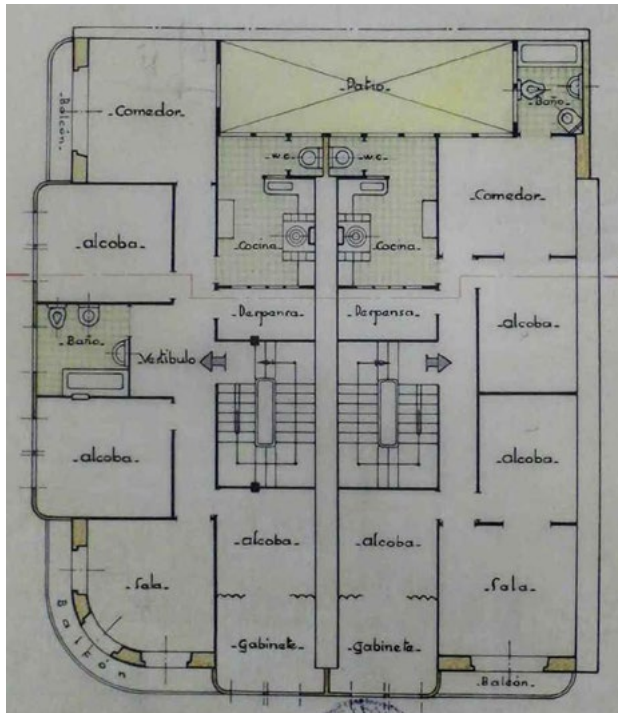 Patio
Baño
Balcón
Comedor
w.c.
w.c.
Comedor
alcoba
Cocina
Cocina
Despensa
Despensa
alcoba
Baño
Vestíbulo
alcoba
alcoba
alcoba
alcoba
Sala
Sala
Balcón
Gabinete
Gabinete
Balcón